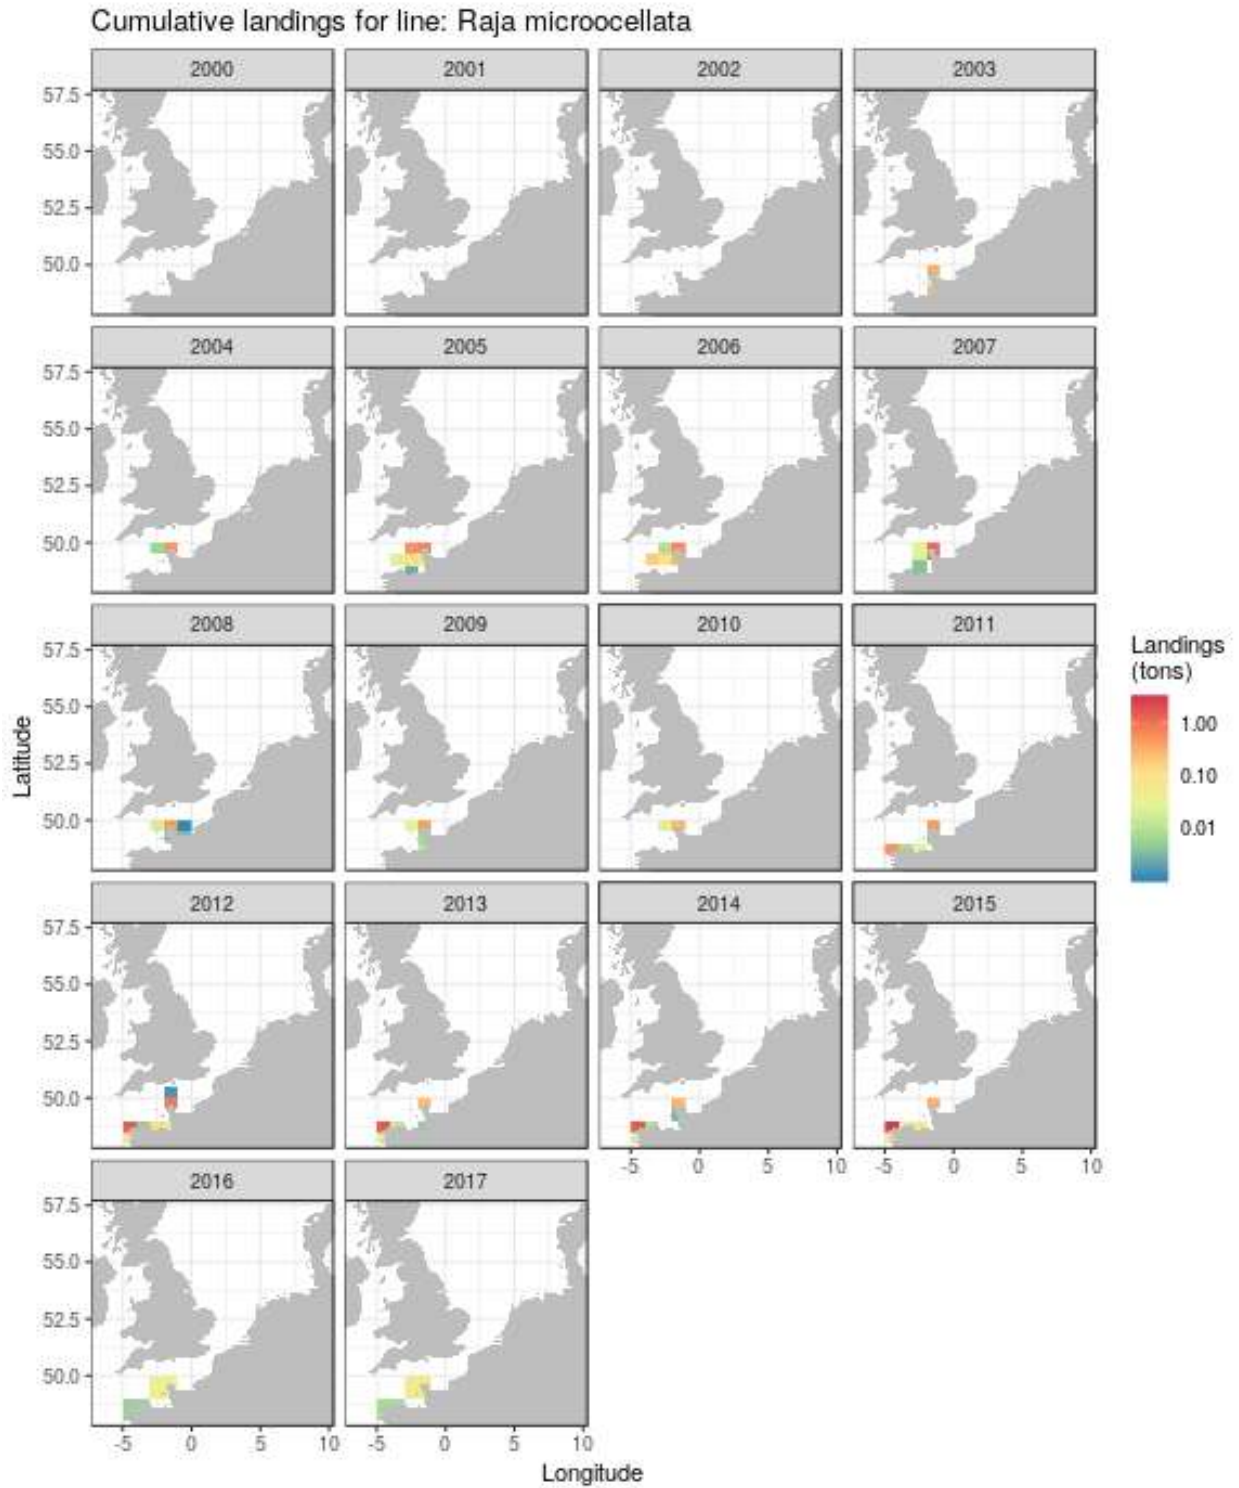 Cumulative landings for line: Raja microocellata
2000 2001 2002 2003
57.5
55.0
52.5
50.0
2004 2005 2006 2007
57.5
55.0
52.5
50.0
2008 2009 2010 2011
57.5
55.0
52.5
50.0
Latitude
Landings
(tons)
1.00
0.10
0.01
2012 2013 2014 2015
57.5
55.0
52.5
50.0
-5 0 5 10 -5 0 5 10
2016 2017
57.5
55.0
52.5
50.0
-5 0 5 10 -5 0 5 10
Longitude